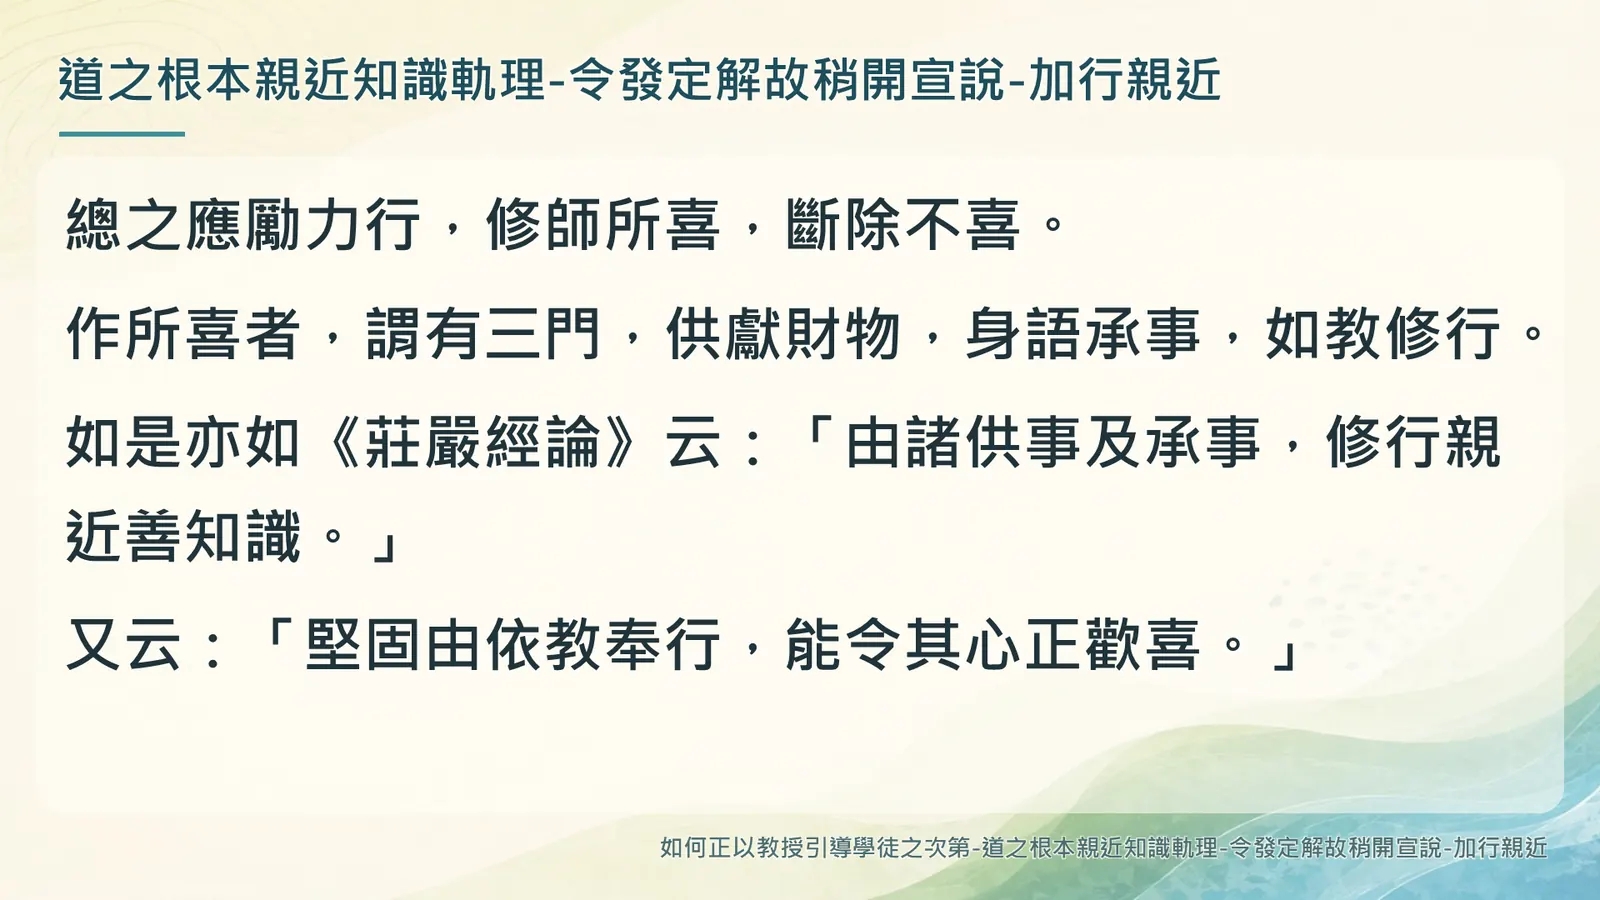 道之根本親近知識軌理-令發定解故稍開宣說-加行親近
總之應勵力行，修師所喜，斷除不喜。
作所喜者，謂有三門，供獻財物，身語承事，如教修行。
如是亦如《莊嚴經論》云：「由諸供事及承事，修行親
近善知識。」
又云：「堅固由依教奉行，能令其心正歡喜。」
如何正以教授引導學徒之次第-道之根本親近知識軌理-令發定解故稍開宣說-加行親近